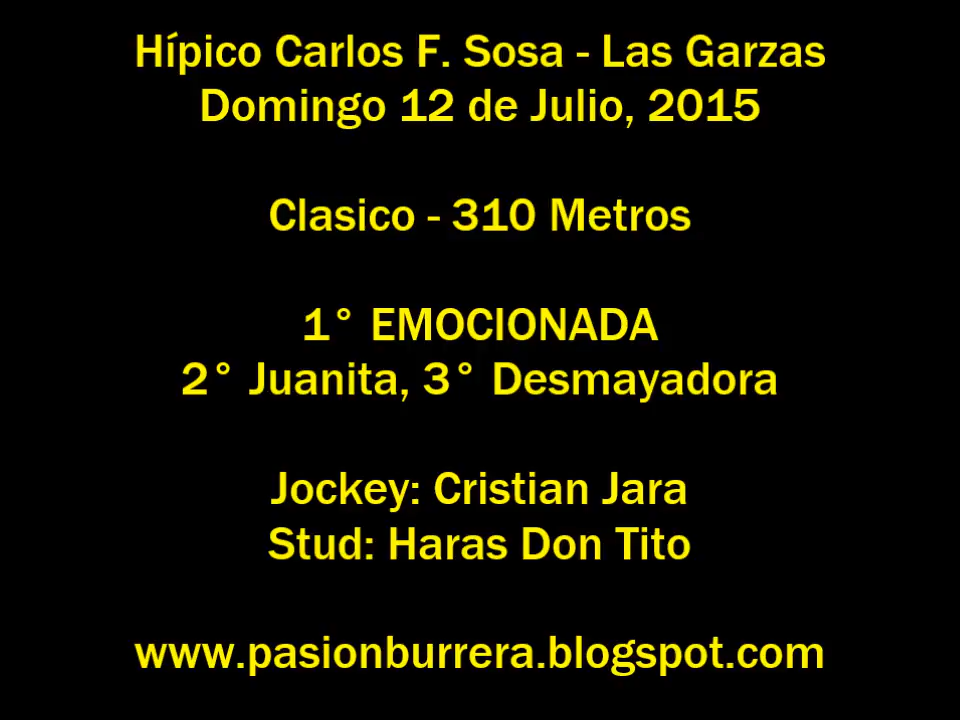 Hípico Carlos F. Sosa - Las Garzas
Domingo 12 de Julio, 2015
Clasico - 310 Metros
1° EMOCIONADA
2° Juanita, 3° Desmayadora
Jockey: Cristian Jara
Stud: Haras Don Tito
www.pasionburrera.blogspot.com